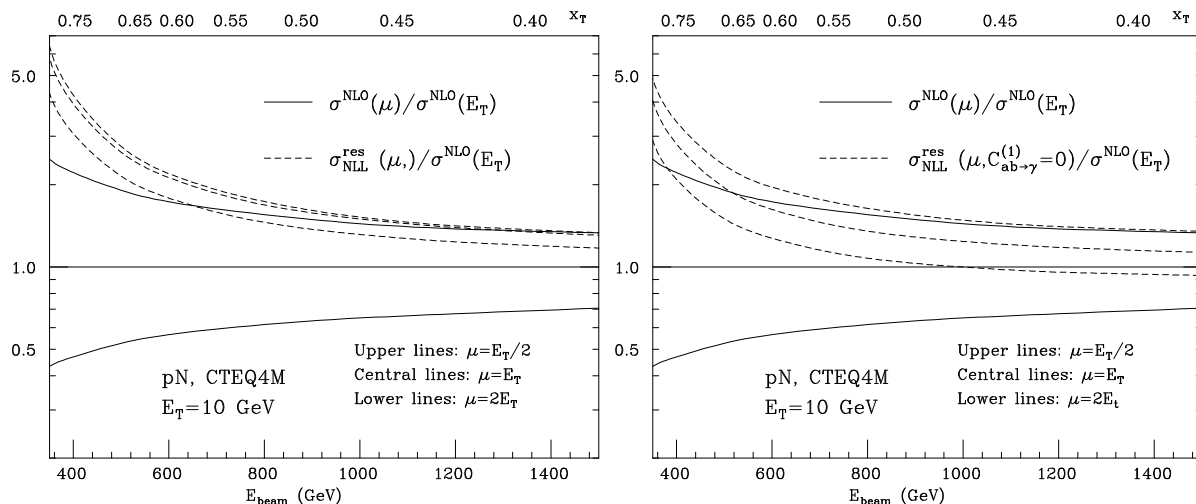 0.75 0.65 0.60 0.55 0.50 0.45 0.40 x_T
5.0
σ^NLO(μ)/σ^NLO(E_T)
σ^res_NLL (μ,)/σ^NLO(E_T)
1.0
0.5
Upper lines: μ=E_T/2
Central lines: μ=E_T
Lower lines: μ=2E_T
pN, CTEQ4M
E_T=10 GeV
400 600 800 1000 1200 1400
E_beam (GeV)
0.75 0.65 0.60 0.55 0.50 0.45 0.40 x_T
5.0
σ^NLO(μ)/σ^NLO(E_T)
σ^res_NLL (μ,C^(1)_ab→γ=0)/σ^NLO(E_T)
1.0
0.5
Upper lines: μ=E_T/2
Central lines: μ=E_T
Lower lines: μ=2E_t
pN, CTEQ4M
E_T=10 GeV
400 600 800 1000 1200 1400
E_beam (GeV)